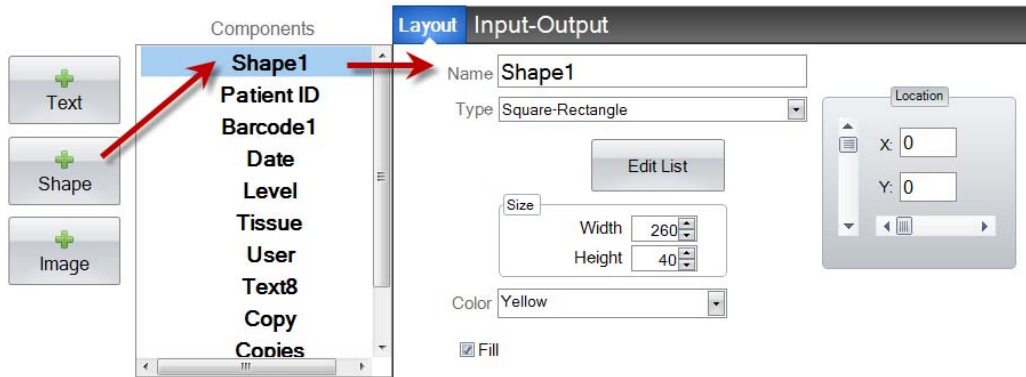 Components
Text
Shape
Image
Shape1
Patient ID
Barcode1
Date
Level
Tissue
User
Text8
Copy
Copies
Layout Input-Output
Name Shape1
Type Square-Rectangle
Edit List
Size
Width 260
Height 40
Color Yellow
Fill
Location
X: 0
Y: 0